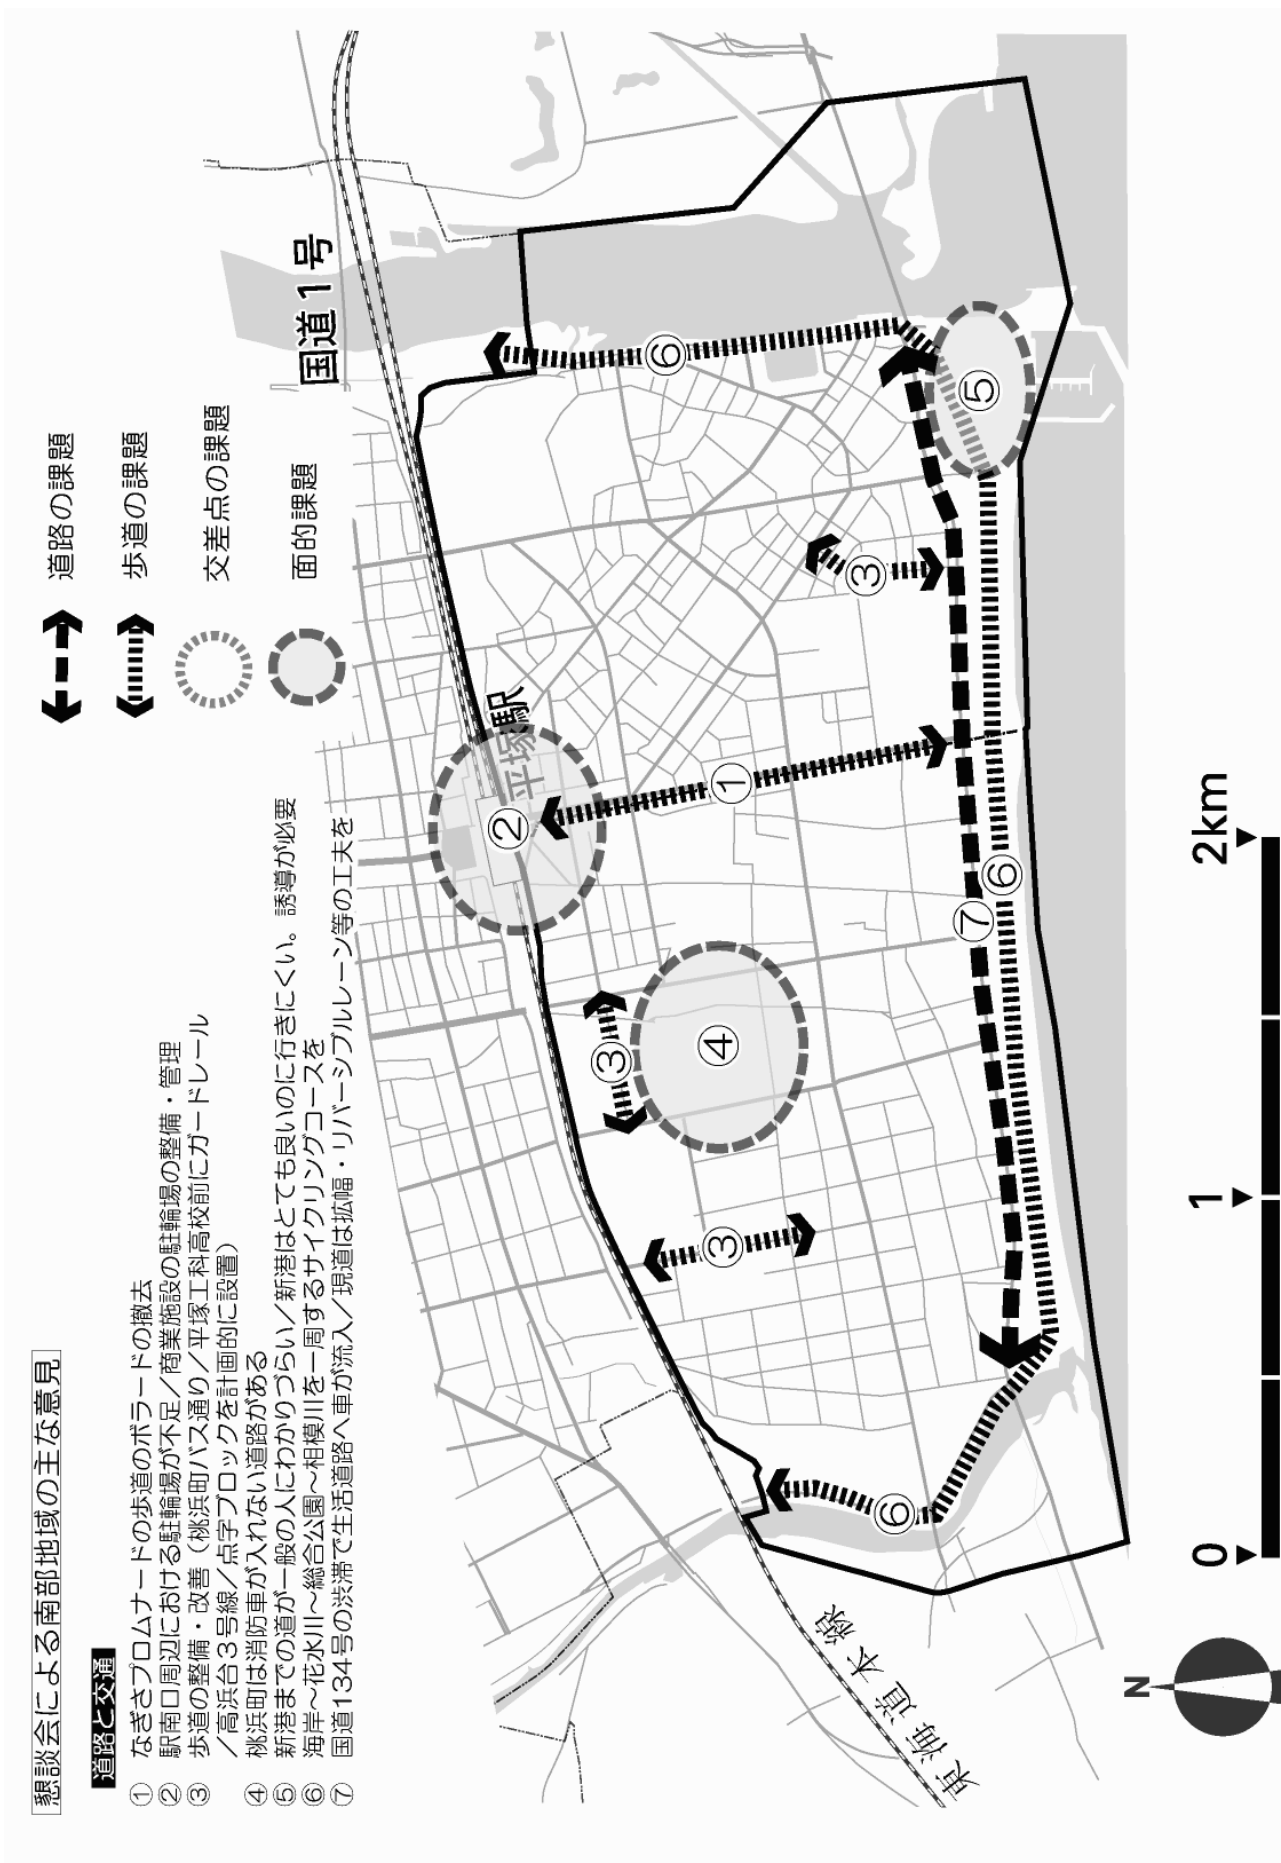 懇談会による南部地域の主な意見
道路と交通
① なぎさプロムナードの歩道のボラードの撤去
② 駅南口周辺における駐輪場が不足／商業施設の駐輪場の整備・管理
③ 歩道の整備・改善（桃浜町バス通り／平塚工科高校前にガードレール
／高浜台３号線／点字ブロックを計画的に設置）
④ 桃浜町は消防車が入れない道路がある
⑤ 新港までの道が一般の人にわかりづらい／新港はとても良いのに行きにくい。誘導が必要
⑥ 海岸～花水川～総合公園～相模川を一周するサイクリングコースを
⑦ 国道134号の渋滞で生活道路へ車が流入／現道は拡幅・リバーシブルレーン等の工夫を
道路の課題
歩道の課題
交差点の課題
面的課題
国道１号
平塚駅
東海道本線
①
②
③
③
③
④
⑤
⑥
⑥
⑥
⑦
N
0
1
2km